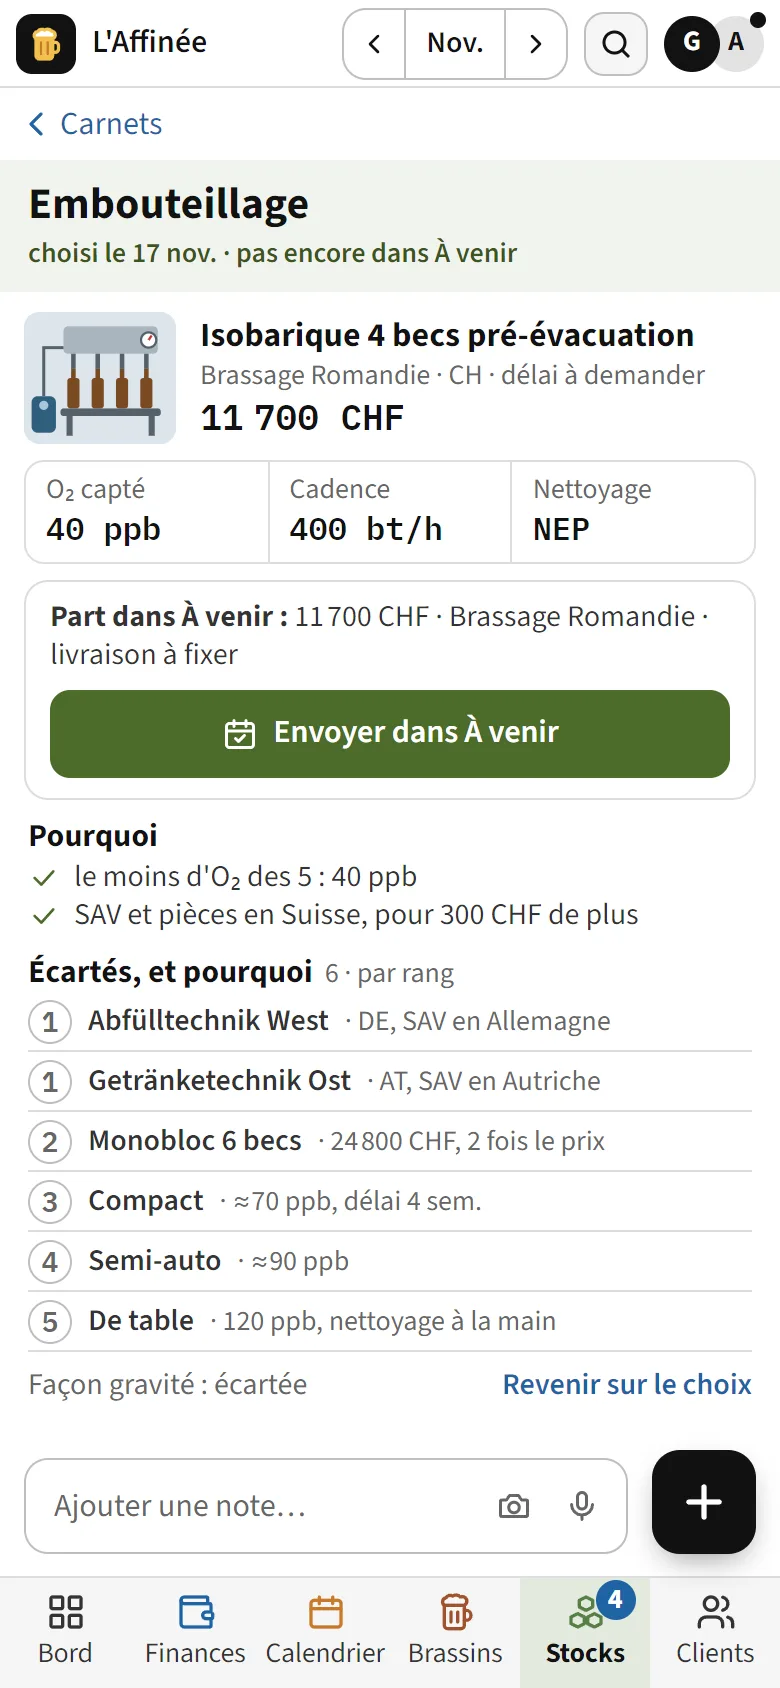 L'Affinée
Nov.
G
A
Carnets
Embouteillage
choisi le 17 nov. · pas encore dans À venir
Isobarique 4 becs pré-évacuation
Brassage Romandie · CH · délai à demander
11 700 CHF
O₂ capté
40 ppb
Cadence
400 bt/h
Nettoyage
NEP
Part dans À venir : 11 700 CHF · Brassage Romandie ·
livraison à fixer
Envoyer dans À venir
Pourquoi
le moins d'O₂ des 5 : 40 ppb
SAV et pièces en Suisse, pour 300 CHF de plus
Écartés, et pourquoi 6 · par rang
1 Abfülltechnik West · DE, SAV en Allemagne
1 Getränketechnik Ost · AT, SAV en Autriche
2 Monobloc 6 becs · 24 800 CHF, 2 fois le prix
3 Compact · ≈70 ppb, délai 4 sem.
4 Semi-auto · ≈90 ppb
5 De table · 120 ppb, nettoyage à la main
Façon gravité : écartée
Revenir sur le choix
Ajouter une note…
4
Bord
Finances
Calendrier
Brassins
Stocks
Clients